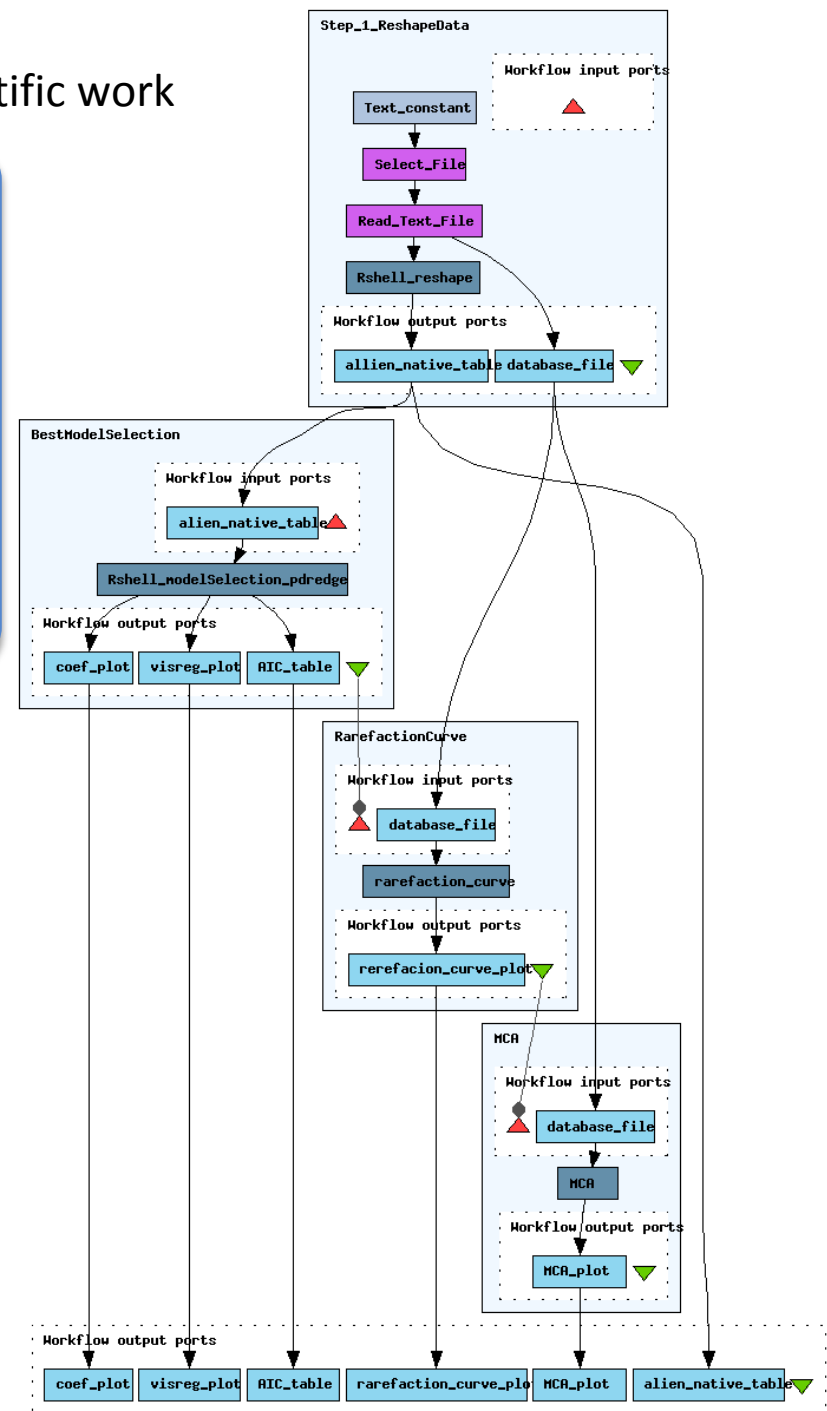 tific work
Step_1_ReshapeData
Workflow input ports
Text_constant
Select_File
Read_Text_File
Rshell_reshape
Workflow output ports
allien_native_table database_file
BestModelSelection
Workflow input ports
alien_native_table
Rshell_modelSelection_pdredge
Workflow output ports
coef_plot visreg_plot AIC_table
RarefactionCurve
Workflow input ports
database_file
rarefaction_curve
Workflow output ports
rerefacion_curve_plot
MCA
Workflow input ports
database_file
MCA
Workflow output ports
MCA_plot
Workflow output ports
coef_plot visreg_plot AIC_table rarefaction_curve_plo MCA_plot alien_native_table